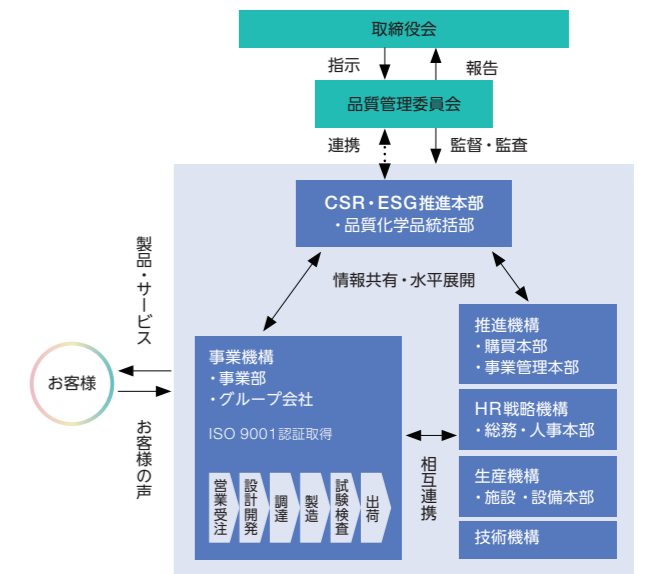 取締役会
指示
報告
品質管理委員会
連携
監督・監査
CSR・ESG推進本部
・品質化学品統括部
情報共有・水平展開
製品・サービス
お客様
お客様の声
事業機構
・事業部
・グループ会社
ISO 9001認証取得
営業受注
設計開発
調達
製造
試験検査
出荷
相互連携
推進機構
・購買本部
・事業管理本部
HR戦略機構
・総務・人事本部
生産機構
・施設・設備本部
技術機構